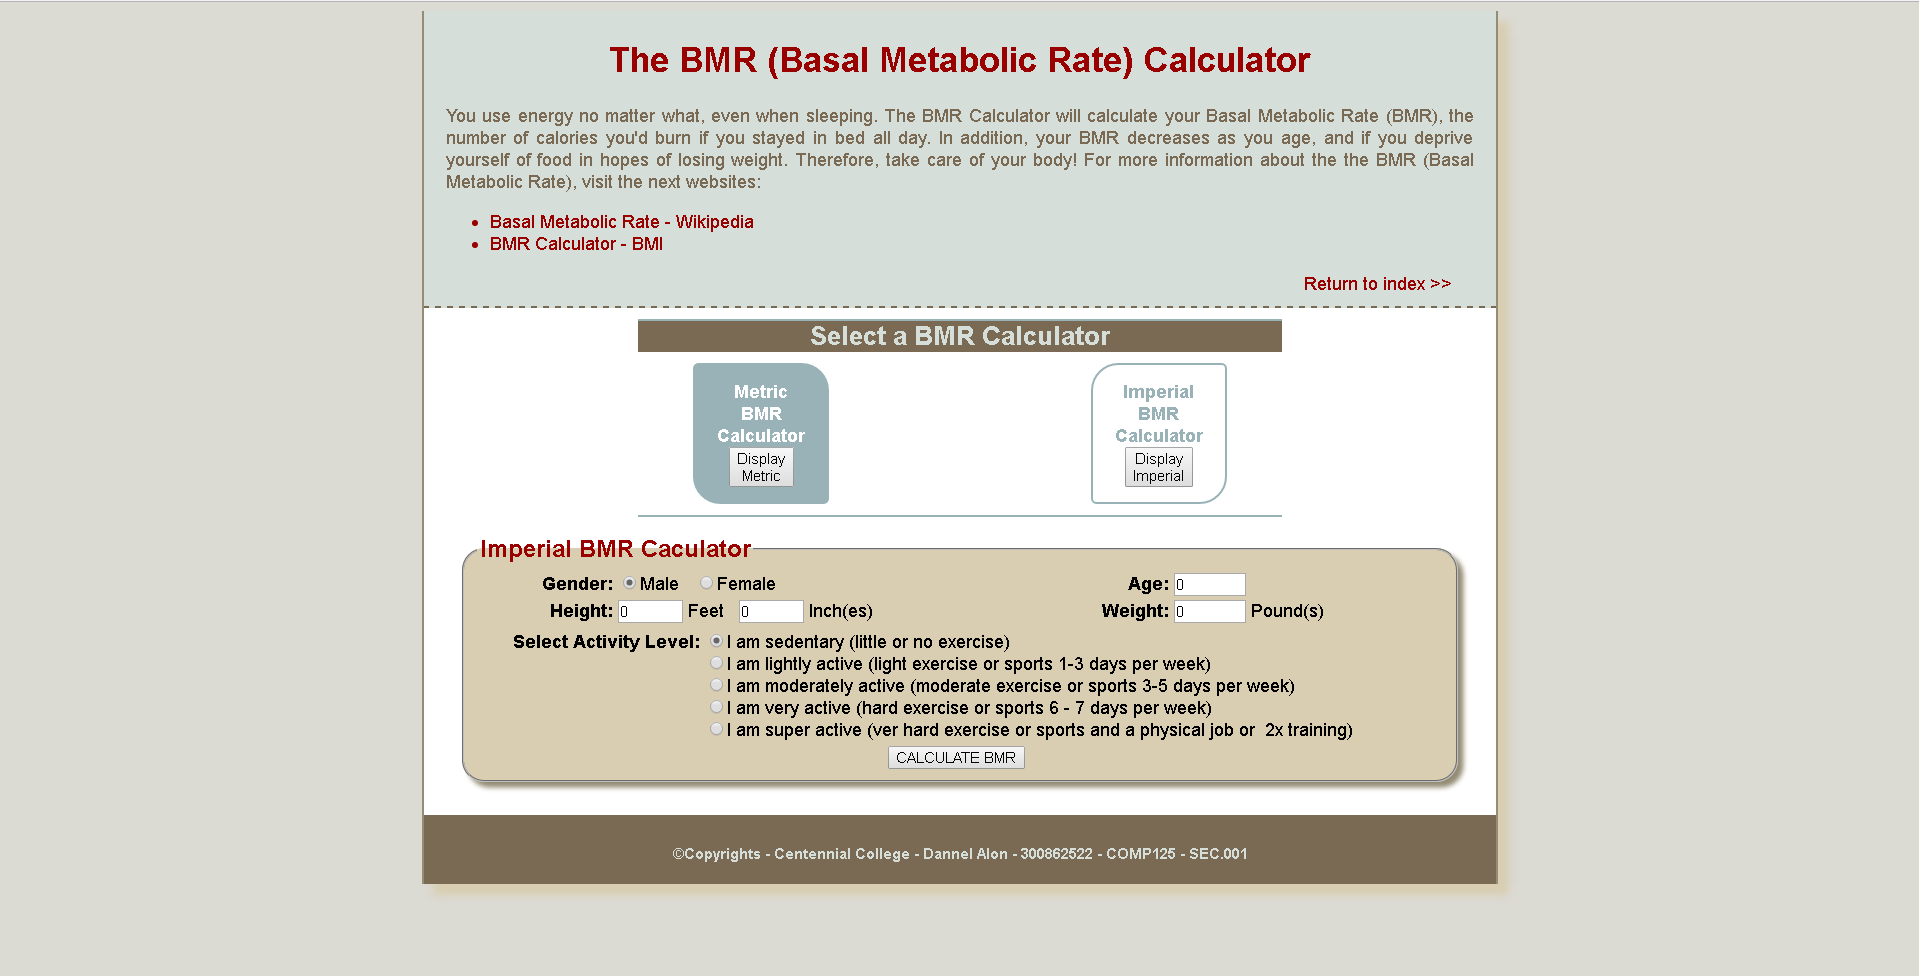 The BMR (Basal Metabolic Rate) Calculator
You use energy no matter what, even when sleeping. The BMR Calculator will calculate your Basal Metabolic Rate (BMR), the
number of calories you'd burn if you stayed in bed all day. In addition, your BMR decreases as you age, and if you deprive
yourself of food in hopes of losing weight. Therefore, take care of your body! For more information about the the BMR (Basal
Metabolic Rate), visit the next websites:
• Basal Metabolic Rate - Wikipedia
• BMR Calculator - BMI
Return to index >>
Select a BMR Calculator
Metric
BMR
Calculator
Display
Metric
Imperial
BMR
Calculator
Display
Imperial
Imperial BMR Caculator
Gender: Male Female Age: 0
Height: 0 Feet 0 Inch(es) Weight: 0 Pound(s)
Select Activity Level: I am sedentary (little or no exercise)
I am lightly active (light exercise or sports 1-3 days per week)
I am moderately active (moderate exercise or sports 3-5 days per week)
I am very active (hard exercise or sports 6 - 7 days per week)
I am super active (ver hard exercise or sports and a physical job or 2x training)
CALCULATE BMR
©Copyrights - Centennial College - Dannel Alon - 300862522 - COMP125 - SEC.001